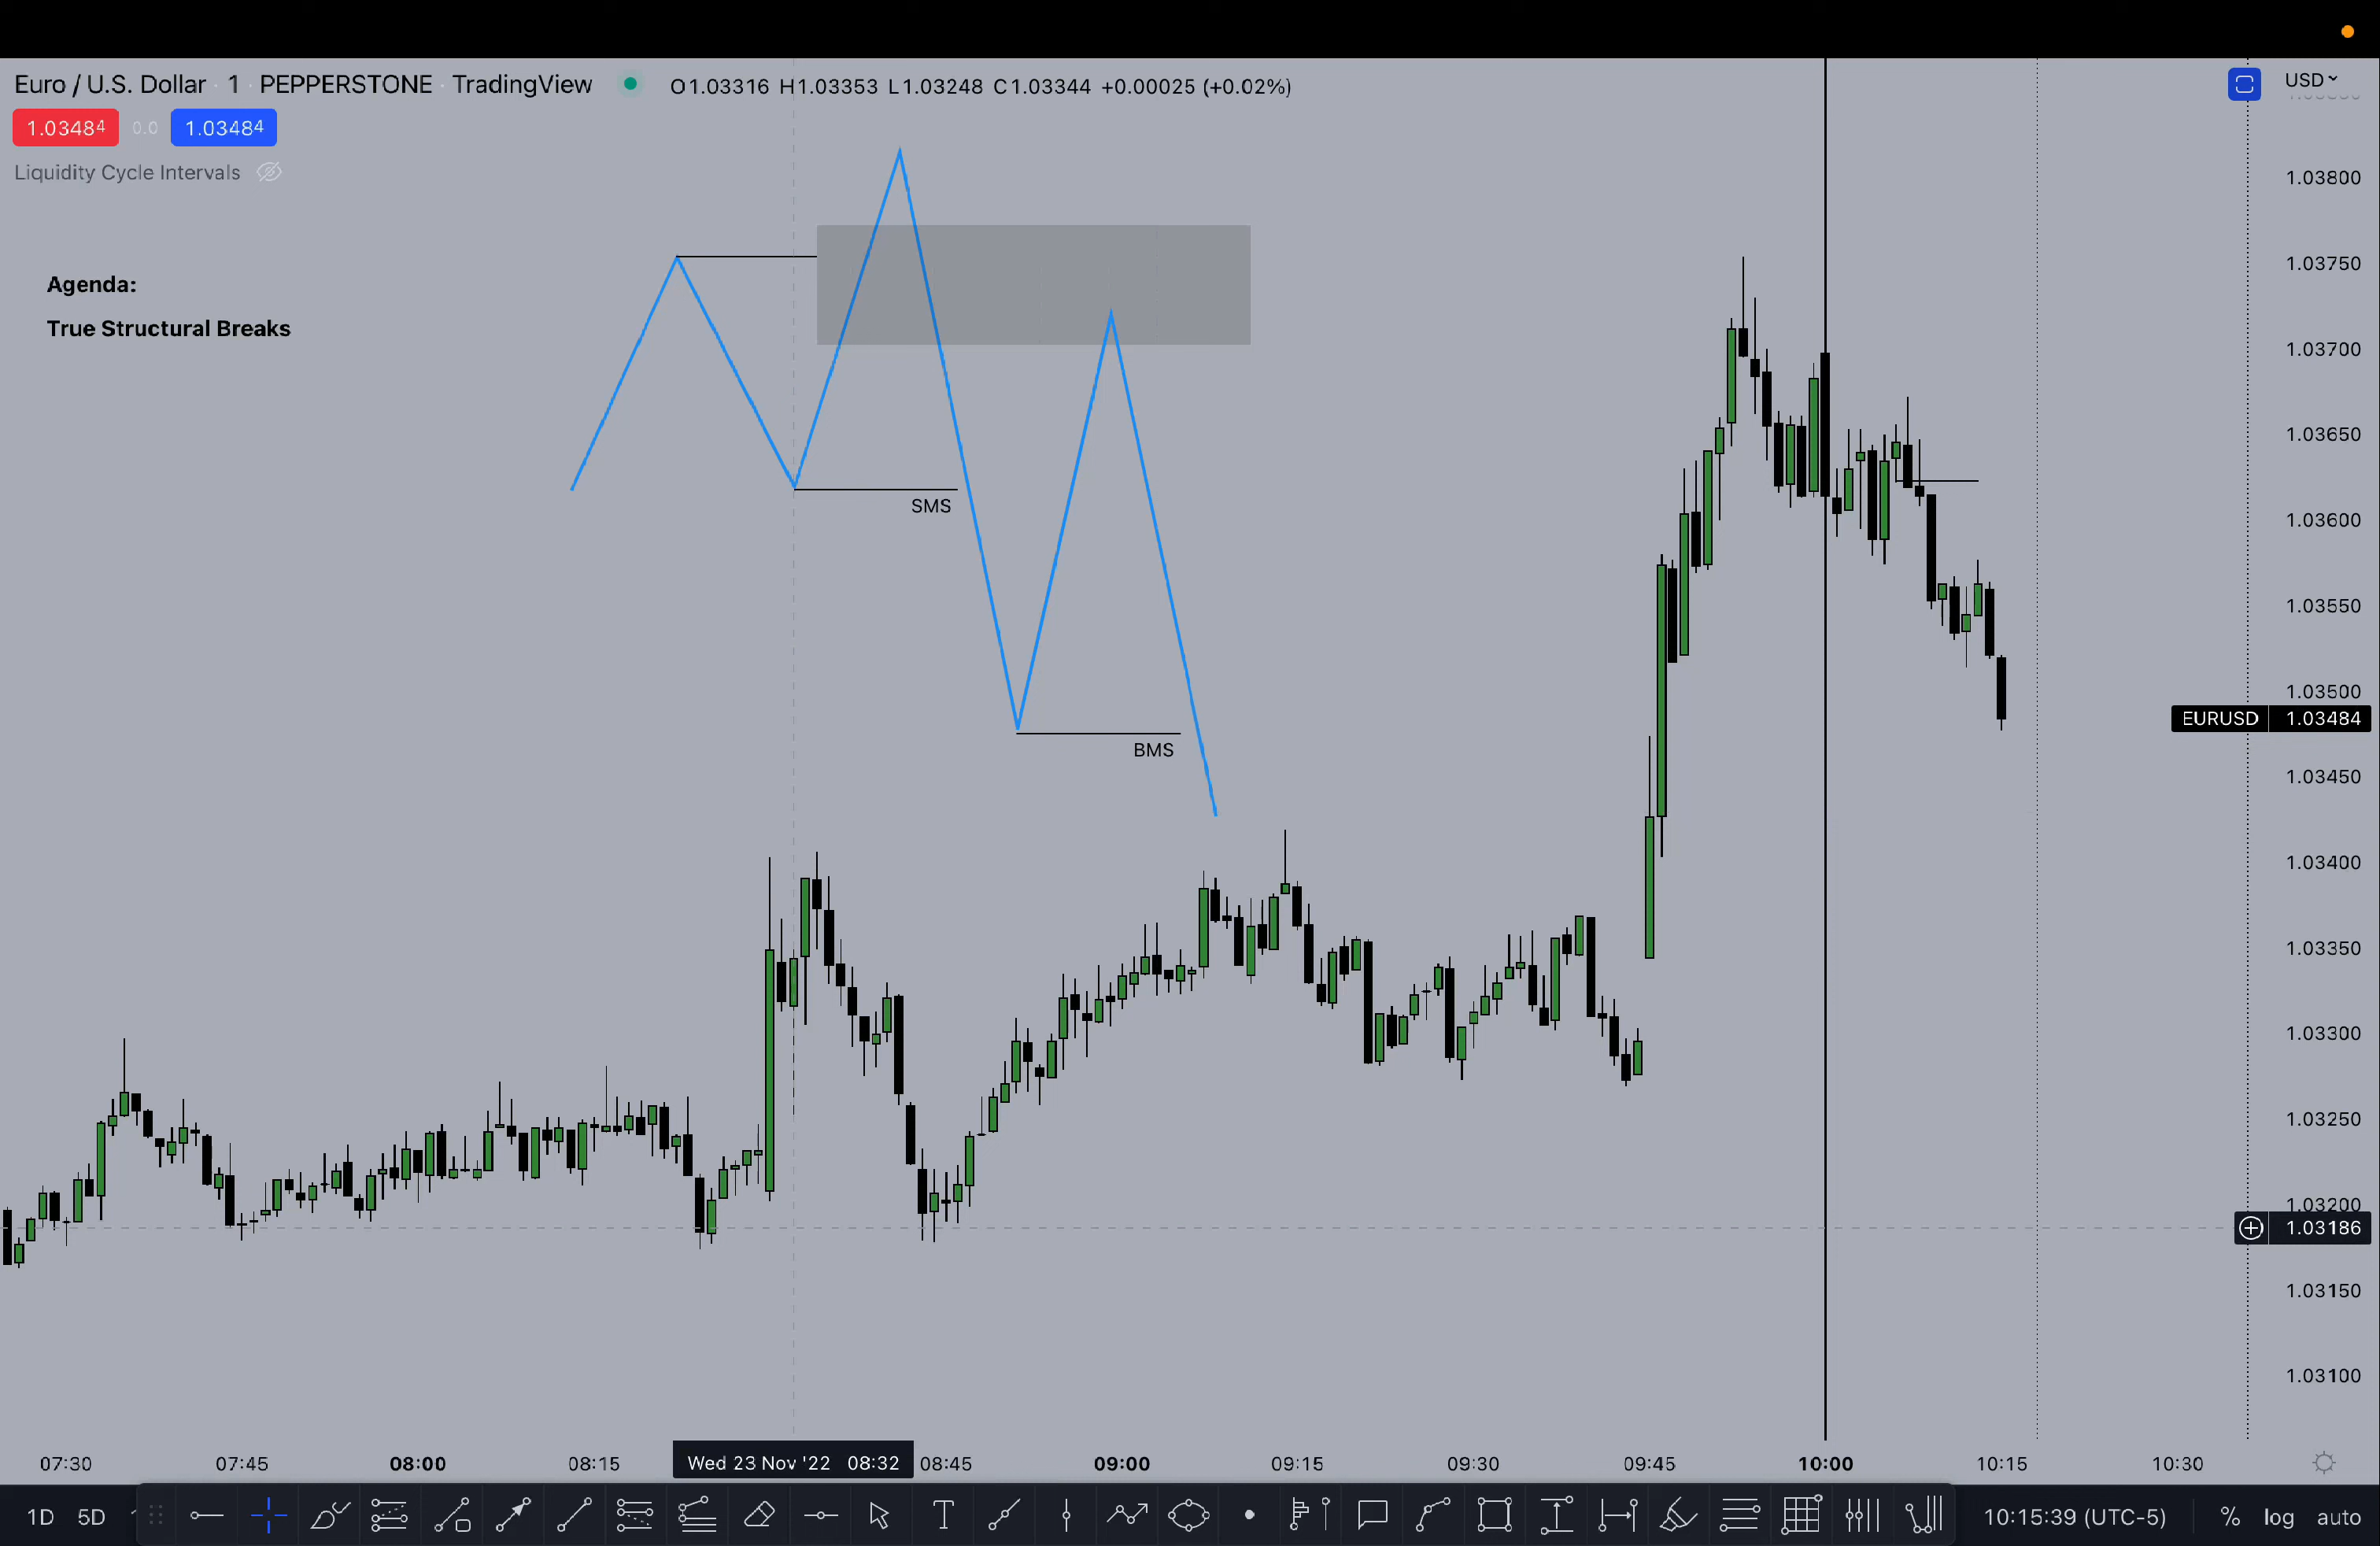 Euro / U.S. Dollar · 1 · PEPPERSTONE · TradingView O1.03316 H1.03353 L1.03248 C1.03344 +0.00025 (+0.02%)
USD
1.03484 0.0 1.03484
Liquidity Cycle Intervals
Agenda:
True Structural Breaks
SMS
BMS
1.03800
1.03750
1.03700
1.03650
1.03600
1.03550
1.03500
EURUSD 1.03484
1.03450
1.03400
1.03350
1.03300
1.03250
1.03200
1.03186
1.03150
1.03100
07:30 07:45 08:00 08:15 Wed 23 Nov '22 08:32 08:45 09:00 09:15 09:30 09:45 10:00 10:15 10:30
1D 5D T 10:15:39 (UTC-5) % log auto